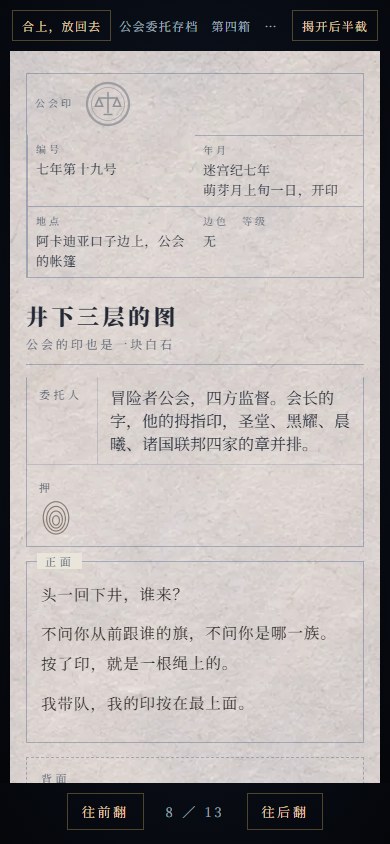 合上，放回去
公会委托存档 第四箱 …
揭开后半截
公会印
编号
七年第十九号
年月
迷宫纪七年
萌芽月上旬一日，开印
地点
阿卡迪亚口子边上，公会
的帐篷
边色 等级
无
井下三层的图
公会的印也是一块白石
委托人
冒险者公会，四方监督。会长的
字，他的拇指印，圣堂、黑耀、晨
曦、诸国联邦四家的章并排。
押
正面
头一回下井，谁来？
不问你从前跟谁的旗，不问你是哪一族。
按了印，就是一根绳上的。
我带队，我的印按在最上面。
背面
往前翻
8 ／ 13
往后翻